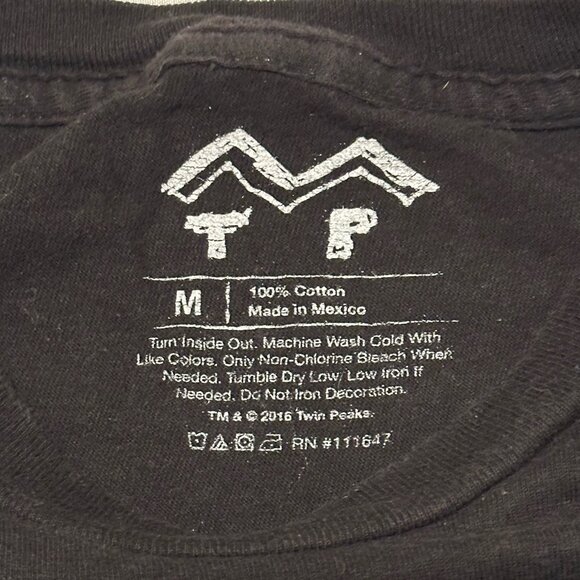 T P
M
100% Cotton
Made in Mexico
Turn Inside Out. Machine Wash Cold With
Like Colors. Only Non-Chlorine Bleach When
Needed. Tumble Dry Low, Low Iron If
Needed. Do Not Iron Decoration.
TM & © 2016 Twin Peaks.
RN #111647